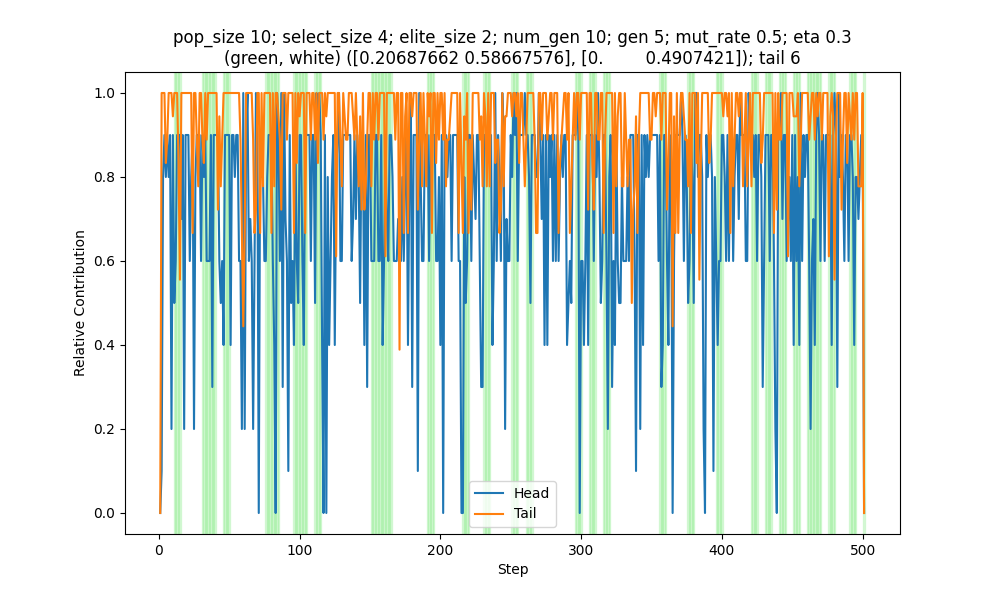 pop_size 10; select_size 4; elite_size 2; num_gen 10; gen 5; mut_rate 0.5; eta 0.3
(green, white) ([0.20687662 0.58667576], [0.         0.4907421]); tail 6
1.0
0.8
0.6
0.4
0.2
0.0
Relative Contribution
Head
Tail
0 100 200 300 400 500
Step